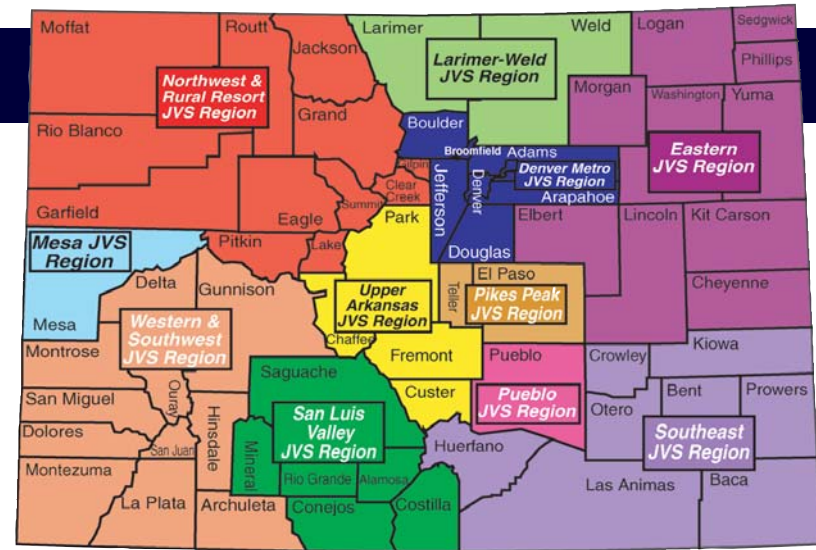 Moffat
Routt
Jackson
Larimer
Weld
Logan
Sedgwick
Phillips
Larimer-Weld
JVS Region
Northwest &
Rural Resort
JVS Region
Morgan
Washington
Yuma
Rio Blanco
Grand
Boulder
Broomfield
Adams
Eastern
JVS Region
Gilpin
Clear
Creek
Jefferson
Denver
Denver Metro
JVS Region
Arapahoe
Garfield
Eagle
Summit
Park
Douglas
Elbert
Lincoln
Kit Carson
Mesa JVS
Region
Pitkin
Lake
Delta
Gunnison
Upper
Arkansas
JVS Region
Teller
El Paso
Pikes Peak
JVS Region
Cheyenne
Mesa
Western &
Southwest
JVS Region
Chaffee
Montrose
Fremont
Pueblo
Crowley
Kiowa
Saguache
Ouray
San Miguel
Hinsdale
Custer
Pueblo
JVS Region
Otero
Bent
Prowers
San Luis
Valley
JVS Region
Dolores
San Juan
Mineral
Huerfano
Southeast
JVS Region
Montezuma
Rio Grande
Alamosa
Las Animas
Baca
La Plata
Archuleta
Conejos
Costilla